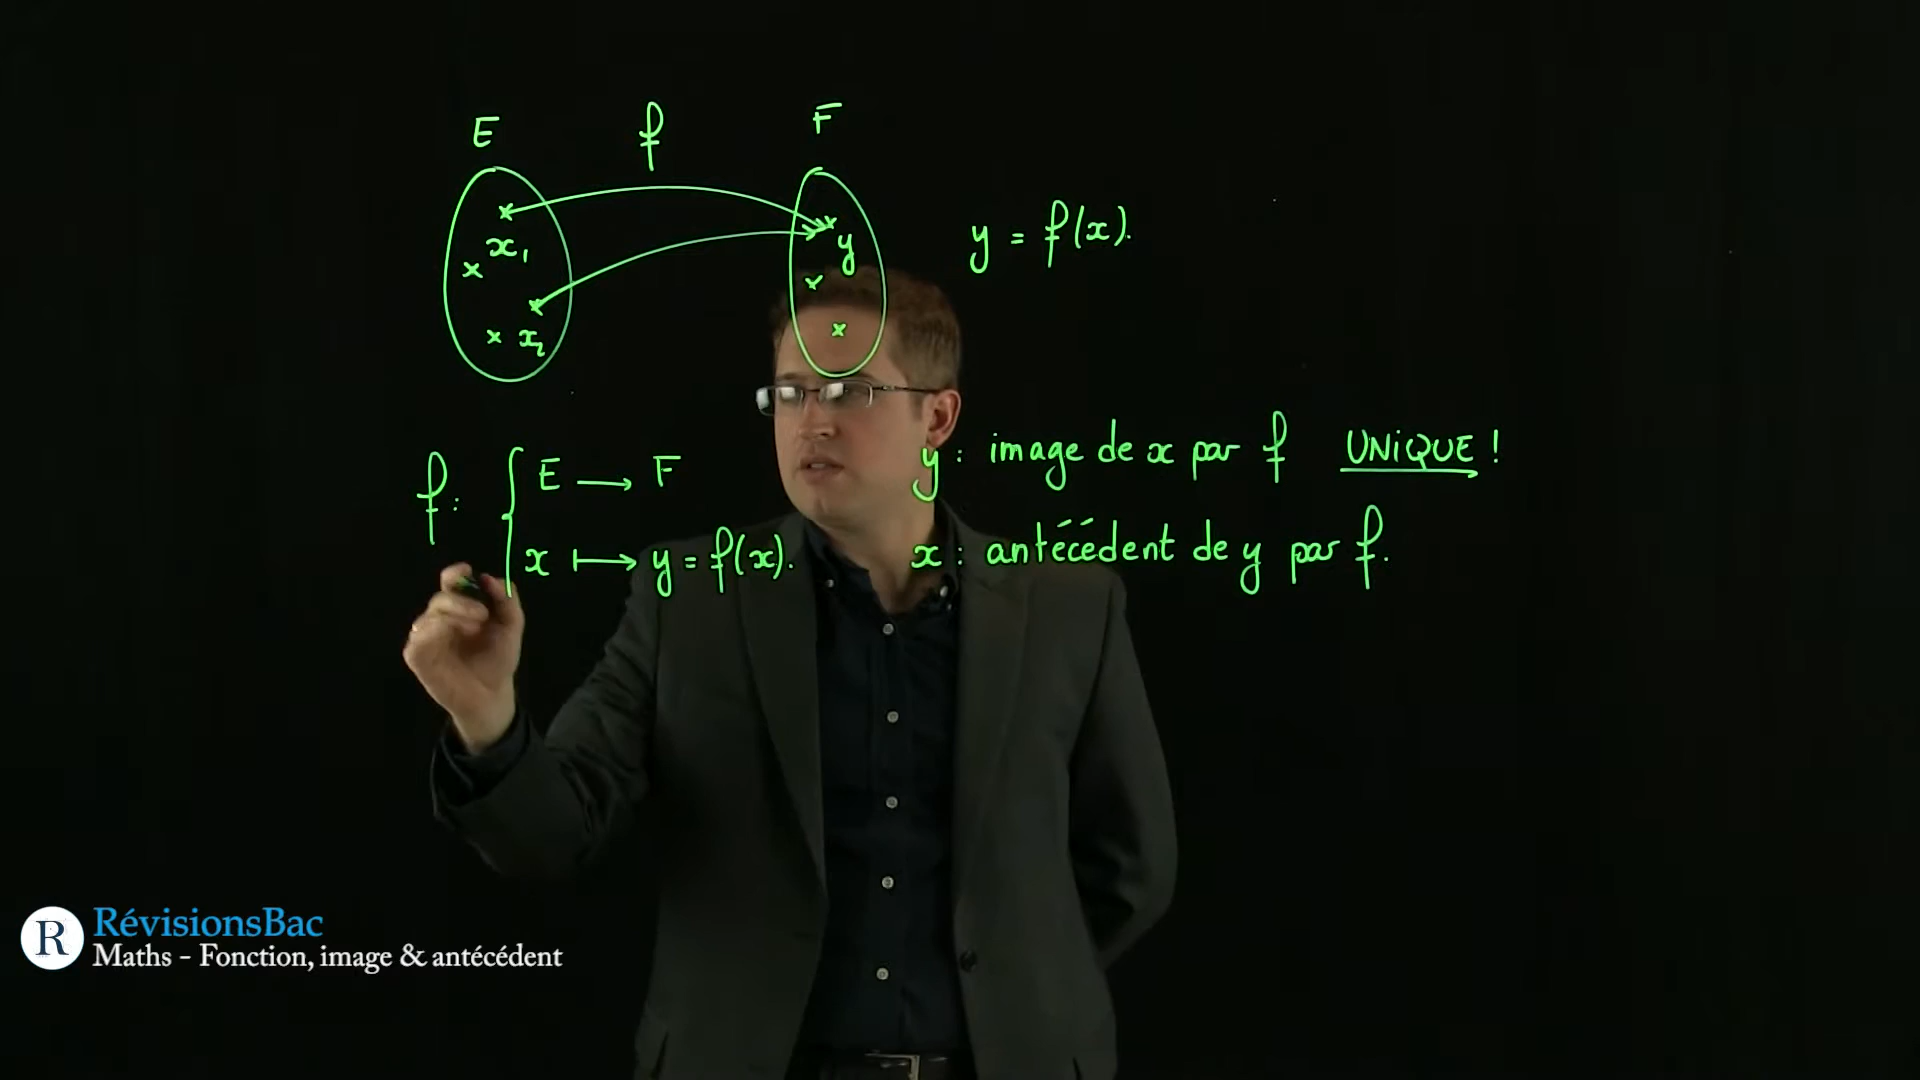 E f F
x₁
y
x₂
y = f(x).
f : { E → F
x ↦ y = f(x).
y : image de x par f UNIQUE !
x : antécédent de y par f.
R RévisionsBac
Maths - Fonction, image & antécédent